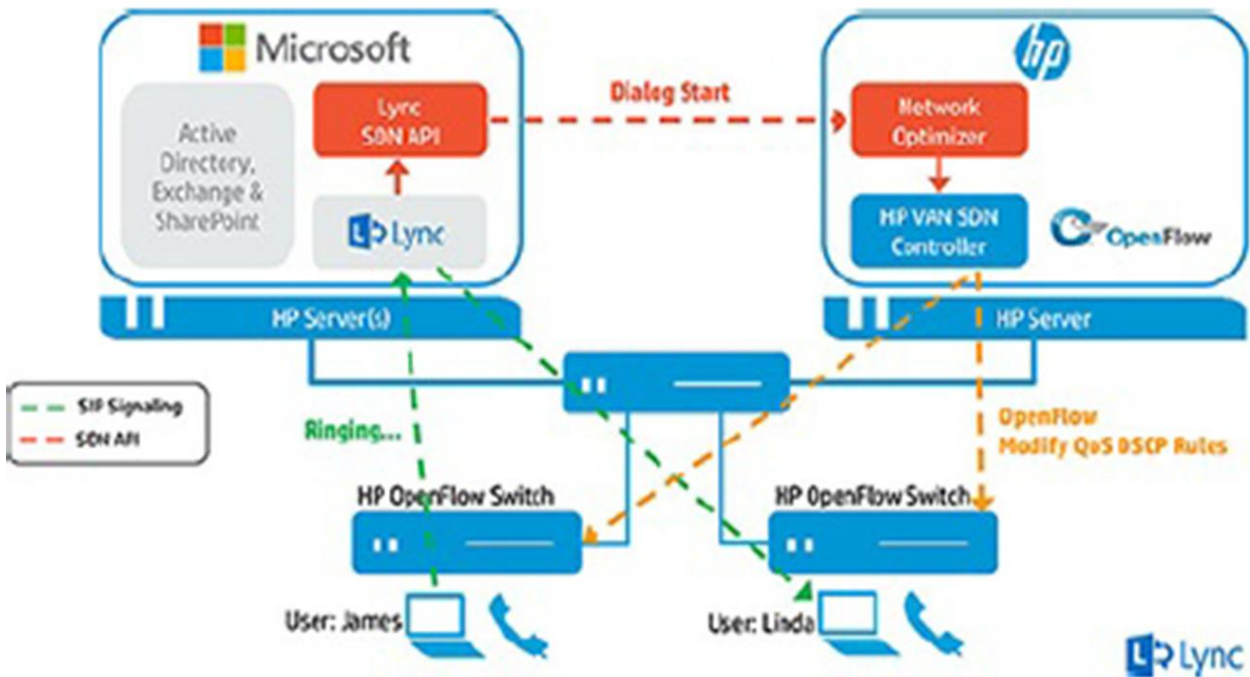 Microsoft
Active
Directory,
Exchange &
SharePoint
Lync
SDN API
Lync
HP Server(s)
Dialog Start
hp
Network
Optimizer
HP VAN SDN
Controller
OpenFlow
HP Server
SIP Signaling
SDN API
Ringing...
OpenFlow
Modify QoS DSCP Rules
HP OpenFlow Switch
HP OpenFlow Switch
User: James
User: Linda
Lync